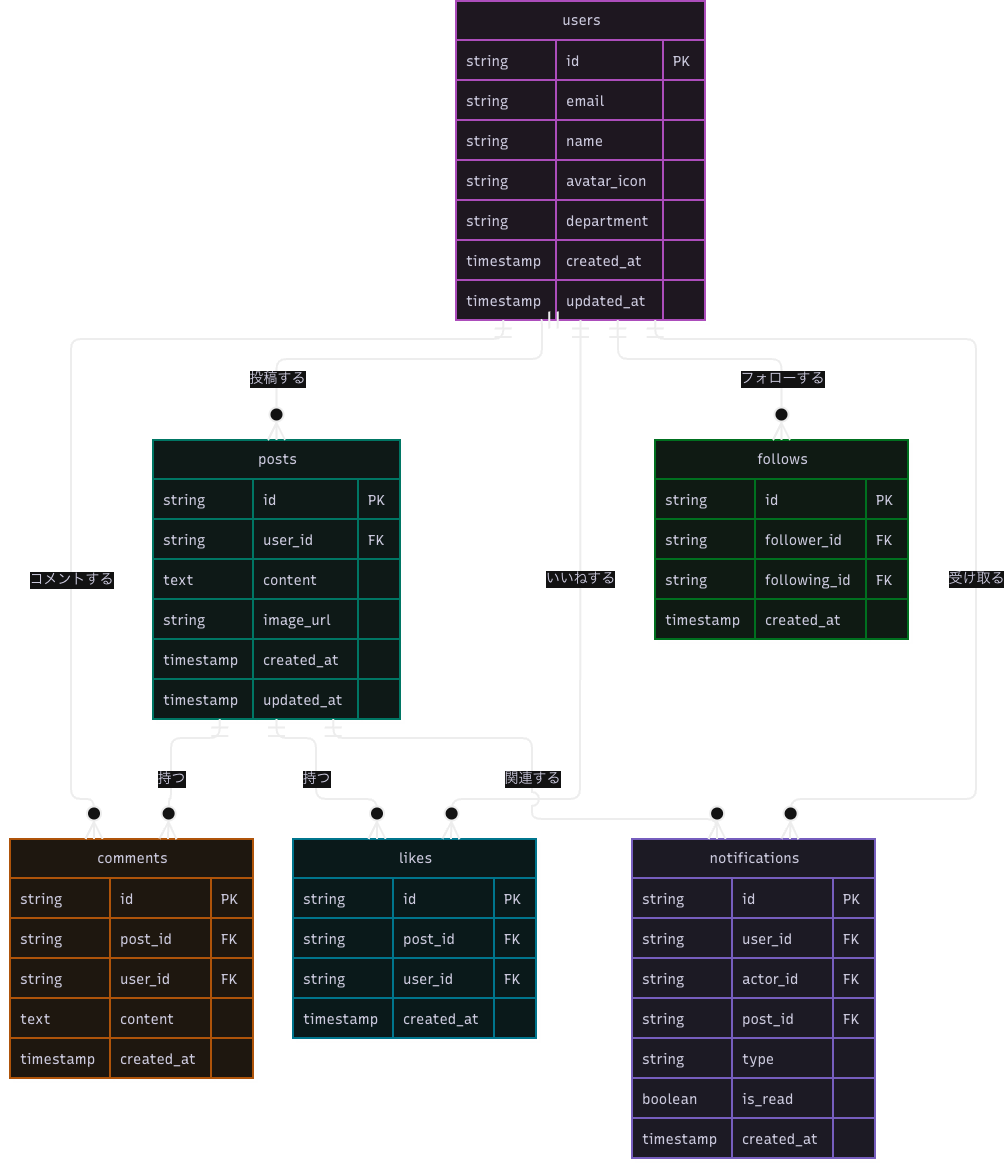 users
string id PK
string email
string name
string avatar_icon
string department
timestamp created_at
timestamp updated_at
投稿する
フォローする
posts
string id PK
string user_id FK
text content
string image_url
timestamp created_at
timestamp updated_at
follows
string id PK
string follower_id FK
string following_id FK
timestamp created_at
コメントする
いいねする
受け取る
持つ
持つ
関連する
comments
string id PK
string post_id FK
string user_id FK
text content
timestamp created_at
likes
string id PK
string post_id FK
string user_id FK
timestamp created_at
notifications
string id PK
string user_id FK
string actor_id FK
string post_id FK
string type
boolean is_read
timestamp created_at